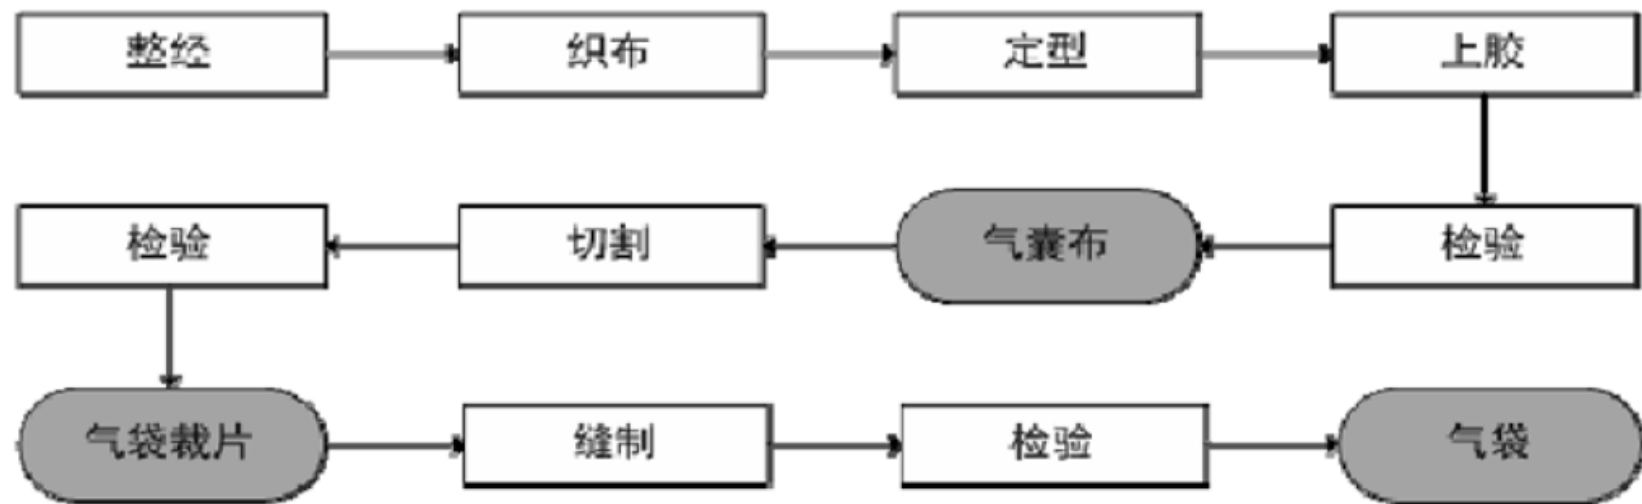 整经 织布 定型 上胶
检验 切割 气囊布 检验
气袋裁片 缝制 检验 气袋